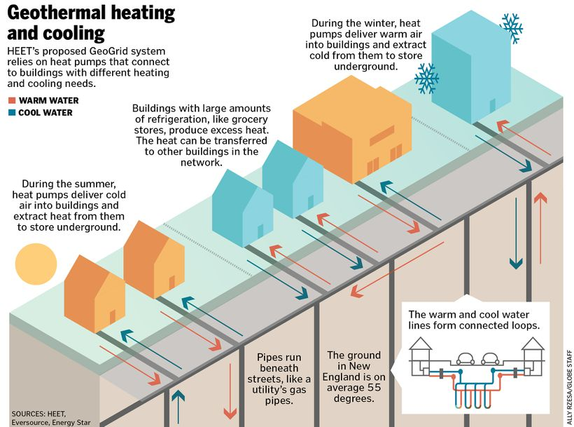 Geothermal heating
and cooling
HEET's proposed GeoGrid system
relies on heat pumps that connect
to buildings with different heating
and cooling needs.
WARM WATER
COOL WATER
During the winter, heat
pumps deliver warm air
into buildings and extract
cold from them to store
underground.
Buildings with large amounts
of refrigeration, like grocery
stores, produce excess heat.
The heat can be transferred
to other buildings in the
network.
During the summer,
heat pumps deliver cold
air into buildings and
extract heat from them
to store underground.
Pipes run
beneath
streets, like a
utility's gas
pipes.
The ground
in New
England is on
average 55
degrees.
The warm and cool water
lines form connected loops.
SOURCES: HEET,
Eversource, Energy Star
ALLY RZESA/GLOBE STAFF